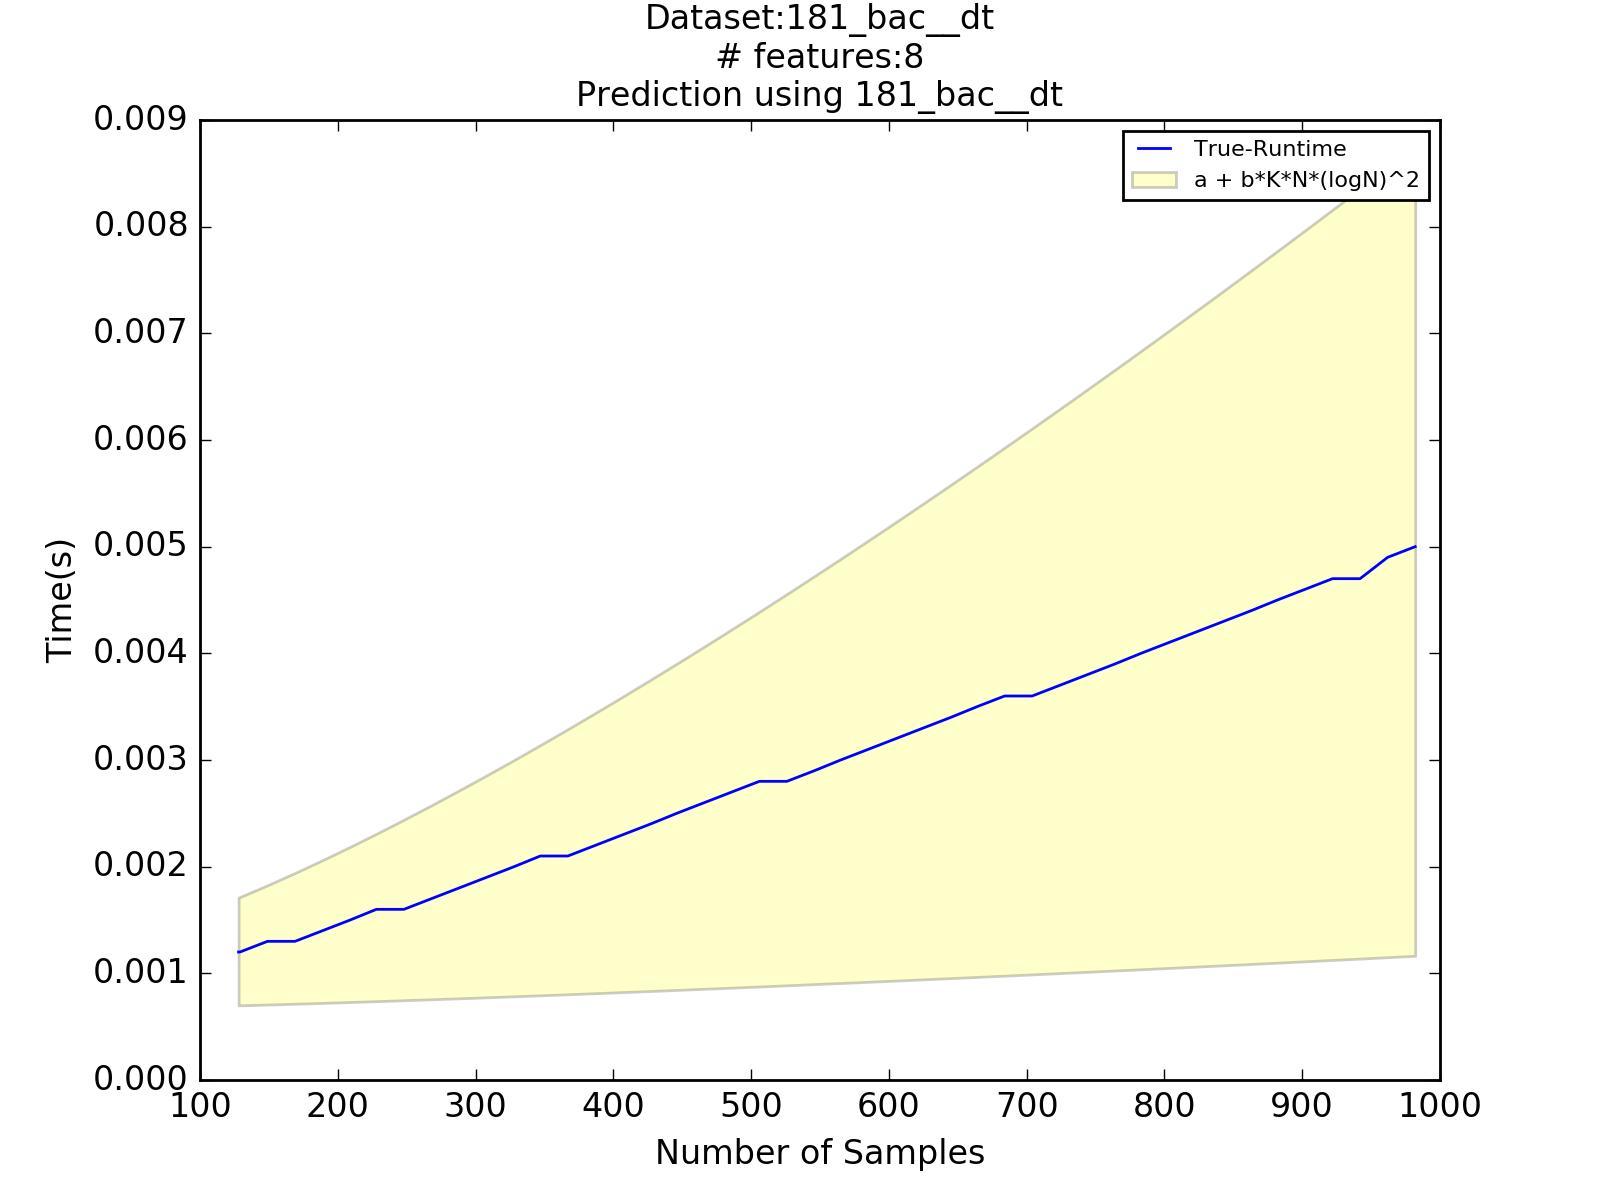 Dataset:181_bac__dt
# features:8
Prediction using 181_bac__dt
True-Runtime
a + b*K*N*(logN)^2
0.009
0.008
0.007
0.006
0.005
0.004
0.003
0.002
0.001
0.000
Time(s)
100 200 300 400 500 600 700 800 900 1000
Number of Samples